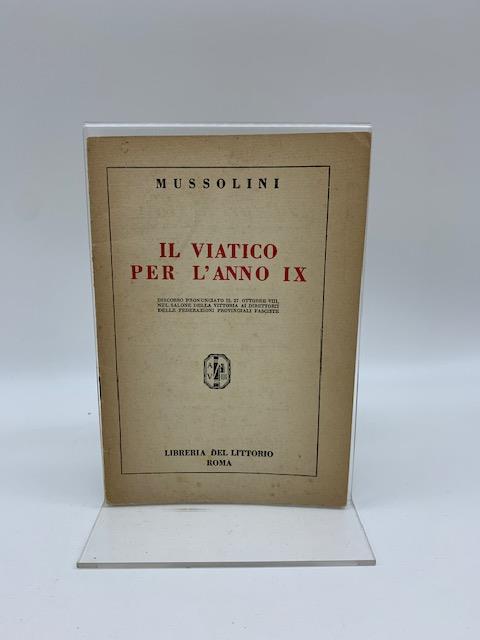 MUSSOLINI
IL VIATICO
PER L'ANNO IX
DISCORSO PRONUNCIATO IL 27 OTTOBRE VIII,
NEL SALONE DELLA VITTORIA AI DIRETTORII
DELLE FEDERAZIONI PROVINCIALI FASCISTE
LIBRERIA DEL LITTORIO
ROMA